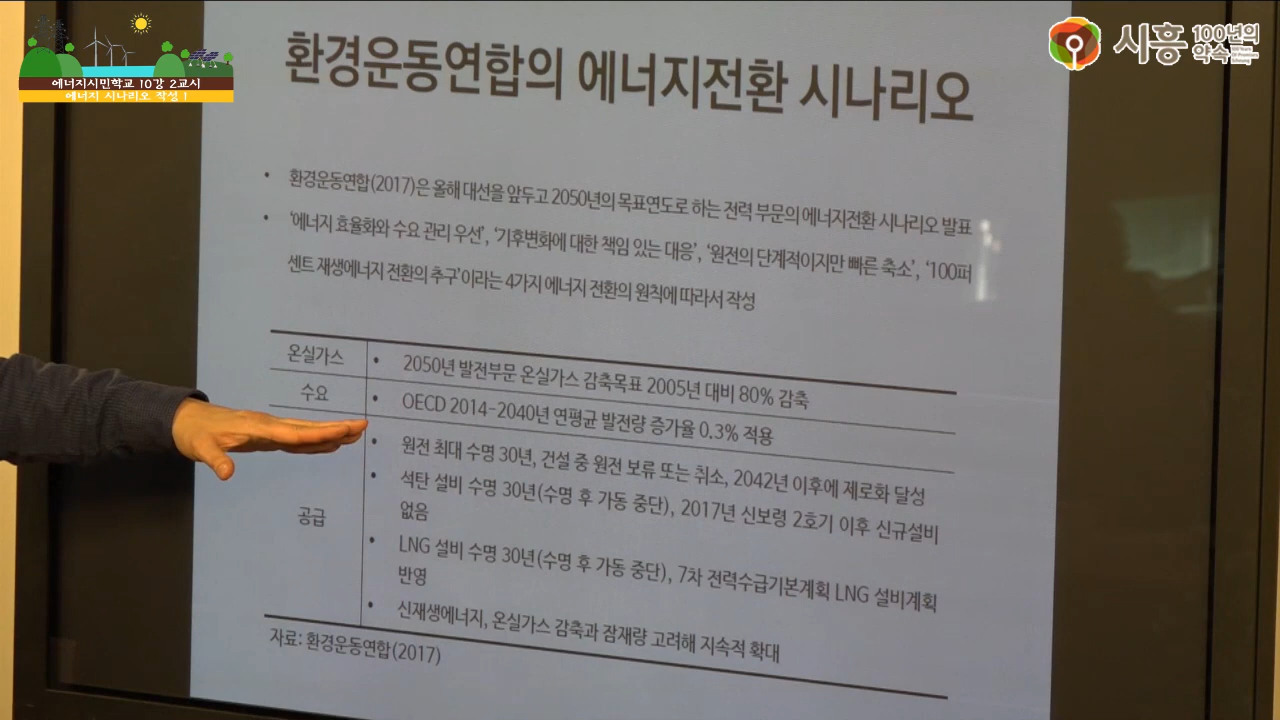 에너지시민학교 10강 2교시
에너지 시나리오 작성 1
시흥 100년의 약속
환경운동연합의 에너지전환 시나리오
• 환경운동연합(2017)은 올해 대선을 앞두고 2050년의 목표연도로 하는 전력 부문의 에너지전환 시나리오 발표
• ‘에너지 효율화와 수요 관리 우선’, ‘기후변화에 대한 책임 있는 대응’, ‘원전의 단계적이지만 빠른 축소’, ‘100퍼
센트 재생에너지 전환의 추구’이라는 4가지 에너지 전환의 원칙에 따라서 작성
온실가스 • 2050년 발전부문 온실가스 감축목표 2005년 대비 80% 감축
수요 • OECD 2014-2040년 연평균 발전량 증가율 0.3% 적용
공급
• 원전 최대 수명 30년, 건설 중 원전 보류 또는 취소, 2042년 이후에 제로화 달성
• 석탄 설비 수명 30년(수명 후 가동 중단), 2017년 신보령 2호기 이후 신규설비
없음
• LNG 설비 수명 30년(수명 후 가동 중단), 7차 전력수급기본계획 LNG 설비계획
반영
• 신재생에너지, 온실가스 감축과 잠재량 고려해 지속적 확대
자료: 환경운동연합(2017)